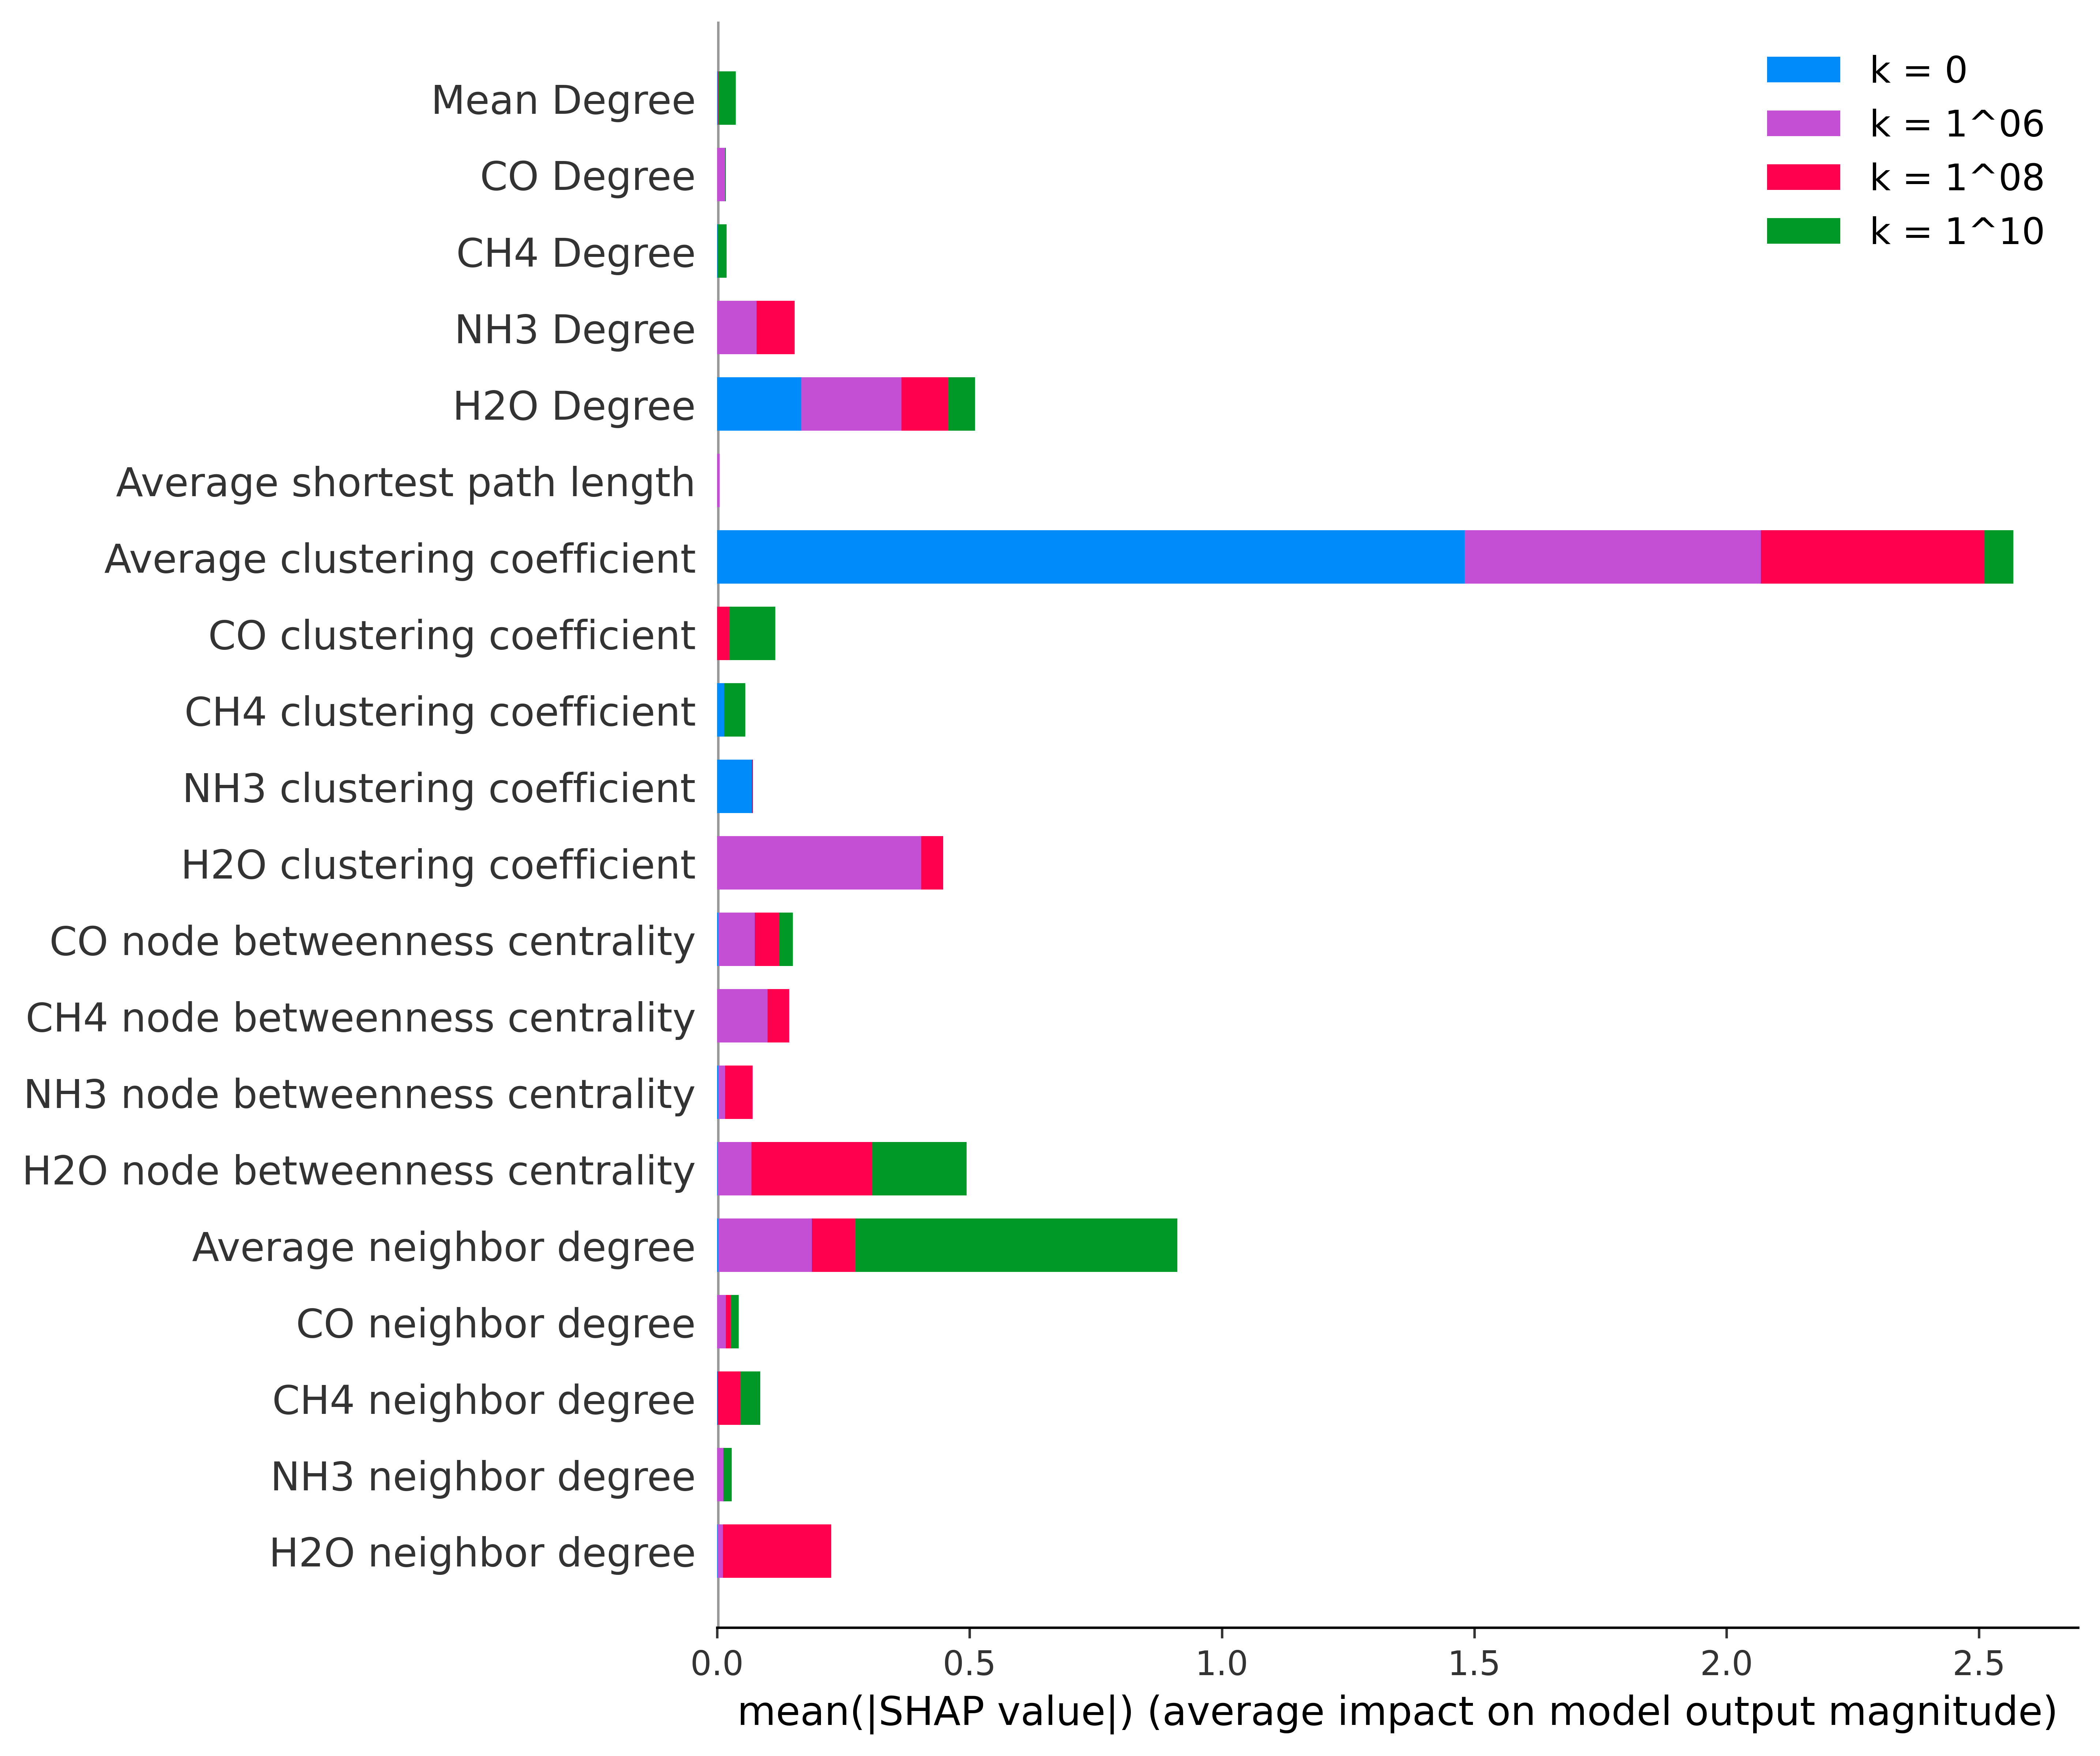 k = 0
k = 1^06
k = 1^08
k = 1^10
Mean Degree
CO Degree
CH4 Degree
NH3 Degree
H2O Degree
Average shortest path length
Average clustering coefficient
CO clustering coefficient
CH4 clustering coefficient
NH3 clustering coefficient
H2O clustering coefficient
CO node betweenness centrality
CH4 node betweenness centrality
NH3 node betweenness centrality
H2O node betweenness centrality
Average neighbor degree
CO neighbor degree
CH4 neighbor degree
NH3 neighbor degree
H2O neighbor degree
0.0 0.5 1.0 1.5 2.0 2.5
mean(|SHAP value|) (average impact on model output magnitude)